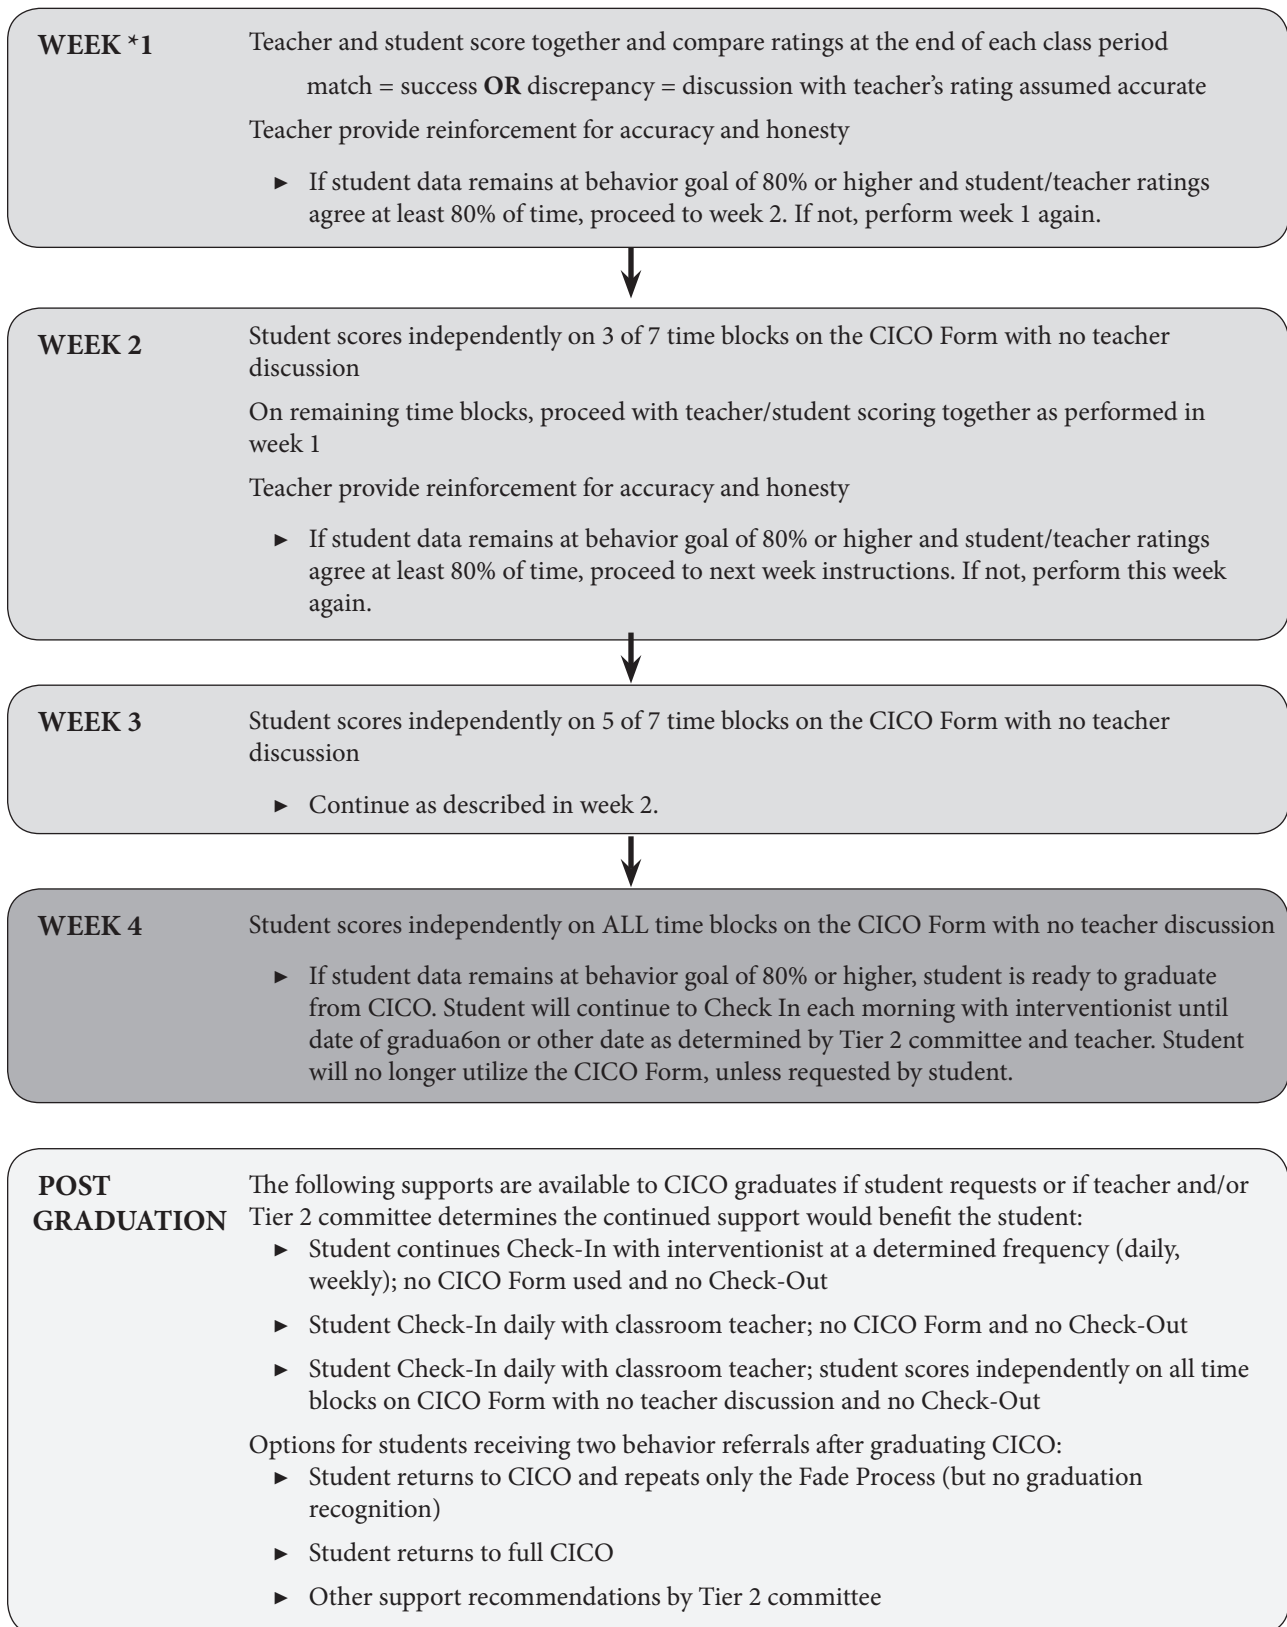 WEEK *1
Teacher and student score together and compare ratings at the end of each class period
match = success OR discrepancy = discussion with teacher’s rating assumed accurate
Teacher provide reinforcement for accuracy and honesty
► If student data remains at behavior goal of 80% or higher and student/teacher ratings
agree at least 80% of time, proceed to week 2. If not, perform week 1 again.
WEEK 2
Student scores independently on 3 of 7 time blocks on the CICO Form with no teacher
discussion
On remaining time blocks, proceed with teacher/student scoring together as performed in
week 1
Teacher provide reinforcement for accuracy and honesty
► If student data remains at behavior goal of 80% or higher and student/teacher ratings
agree at least 80% of time, proceed to next week instructions. If not, perform this week
again.
WEEK 3
Student scores independently on 5 of 7 time blocks on the CICO Form with no teacher
discussion
► Continue as described in week 2.
WEEK 4
Student scores independently on ALL time blocks on the CICO Form with no teacher discussion
► If student data remains at behavior goal of 80% or higher, student is ready to graduate
from CICO. Student will continue to Check In each morning with interventionist until
date of gradua6on or other date as determined by Tier 2 committee and teacher. Student
will no longer utilize the CICO Form, unless requested by student.
POST
GRADUATION
The following supports are available to CICO graduates if student requests or if teacher and/or
Tier 2 committee determines the continued support would benefit the student:
► Student continues Check-In with interventionist at a determined frequency (daily,
weekly); no CICO Form used and no Check-Out
► Student Check-In daily with classroom teacher; no CICO Form and no Check-Out
► Student Check-In daily with classroom teacher; student scores independently on all time
blocks on CICO Form with no teacher discussion and no Check-Out
Options for students receiving two behavior referrals after graduating CICO:
► Student returns to CICO and repeats only the Fade Process (but no graduation
recognition)
► Student returns to full CICO
► Other support recommendations by Tier 2 committee